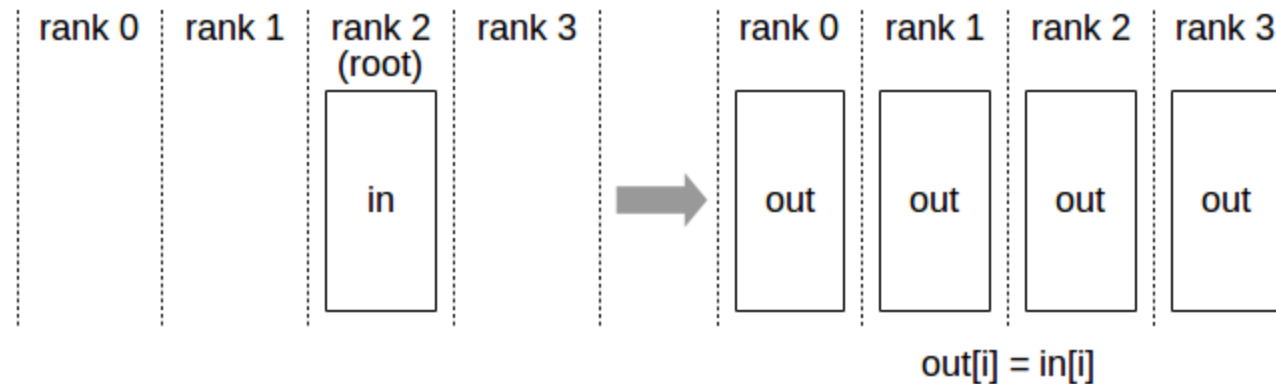 rank 0 rank 1 rank 2 rank 3 rank 0 rank 1 rank 2 rank 3
(root)
in out out out out
out[i] = in[i]